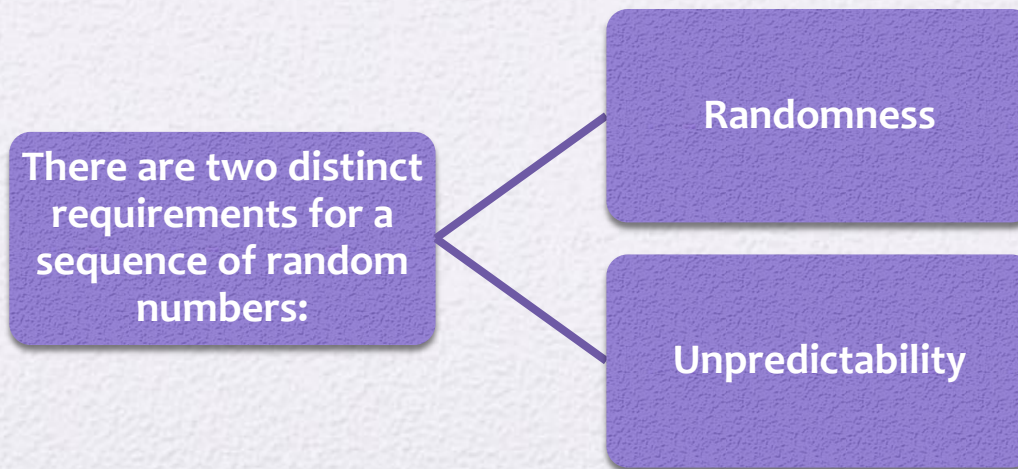 There are two distinct
requirements for a
sequence of random
numbers:
Randomness
Unpredictability